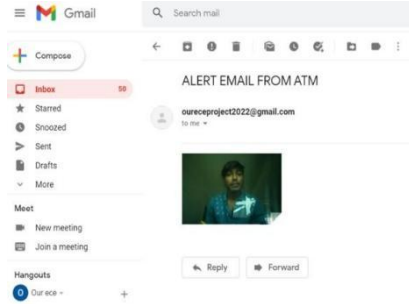 Gmail
Search mail
Compose
Inbox 50
Starred
Snoozed
Sent
Drafts
More
Meet
New meeting
Join a meeting
Hangouts
O Our ece
ALERT EMAIL FROM ATM
oureceproject2022@gmail.com
to me
Reply
Forward